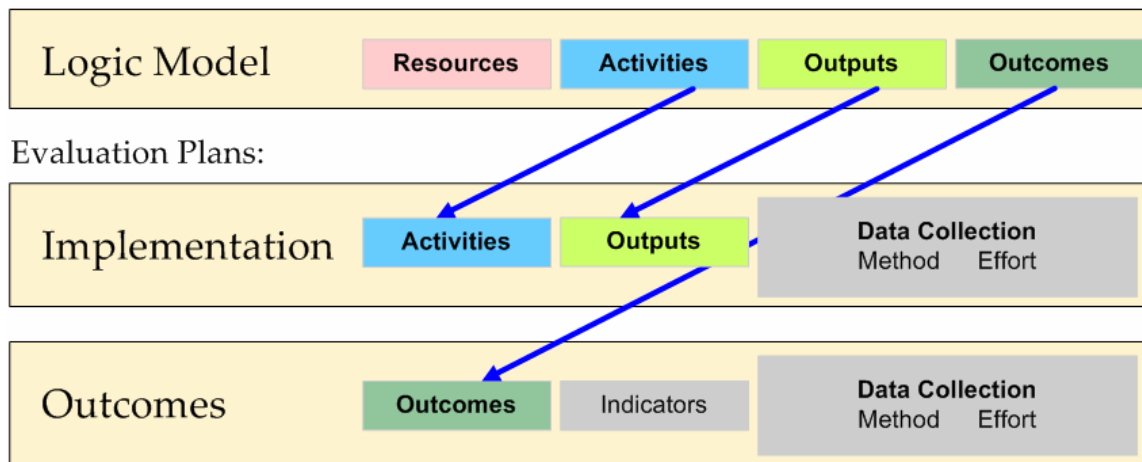 Logic Model
Resources
Activities
Outputs
Outcomes
Evaluation Plans:
Implementation
Activities
Outputs
Data Collection
Method Effort
Outcomes
Outcomes
Indicators
Data Collection
Method Effort